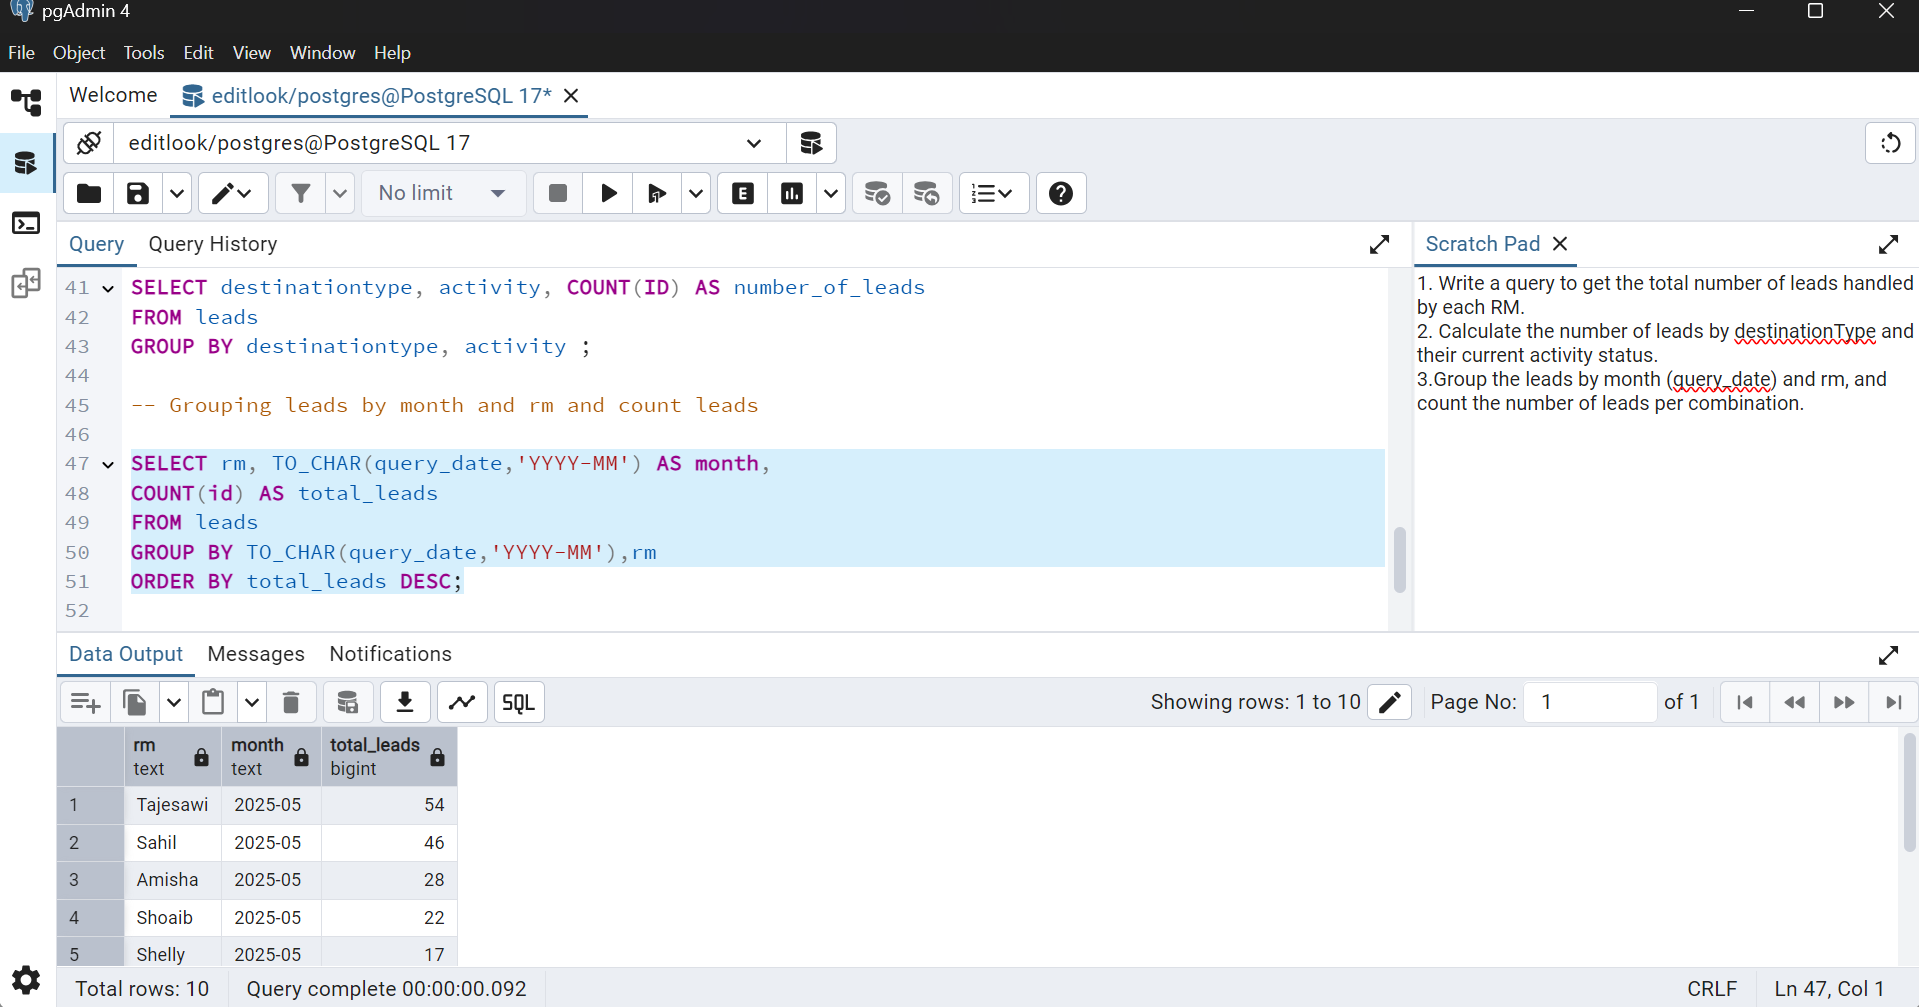 pgAdmin 4
File Object Tools Edit View Window Help
Welcome editlook/postgres@PostgreSQL 17*
editlook/postgres@PostgreSQL 17
No limit
E
Query Query History
41 SELECT destinationtype, activity, COUNT(ID) AS number_of_leads
42 FROM leads
43 GROUP BY destinationtype, activity ;
44
45 -- Grouping leads by month and rm and count leads
46
47 SELECT rm, TO_CHAR(query_date,'YYYY-MM') AS month,
48 COUNT(id) AS total_leads
49 FROM leads
50 GROUP BY TO_CHAR(query_date,'YYYY-MM'),rm
51 ORDER BY total_leads DESC;
52
Scratch Pad
1. Write a query to get the total number of leads handled
by each RM.
2. Calculate the number of leads by destinationType and
their current activity status.
3.Group the leads by month (query_date) and rm, and
count the number of leads per combination.
Data Output Messages Notifications
SQL Showing rows: 1 to 10 Page No: 1 of 1
rm month total_leads
text text bigint
1 Tajesawi 2025-05 54
2 Sahil 2025-05 46
3 Amisha 2025-05 28
4 Shoaib 2025-05 22
5 Shelly 2025-05 17
Total rows: 10 Query complete 00:00:00.092 CRLF Ln 47, Col 1